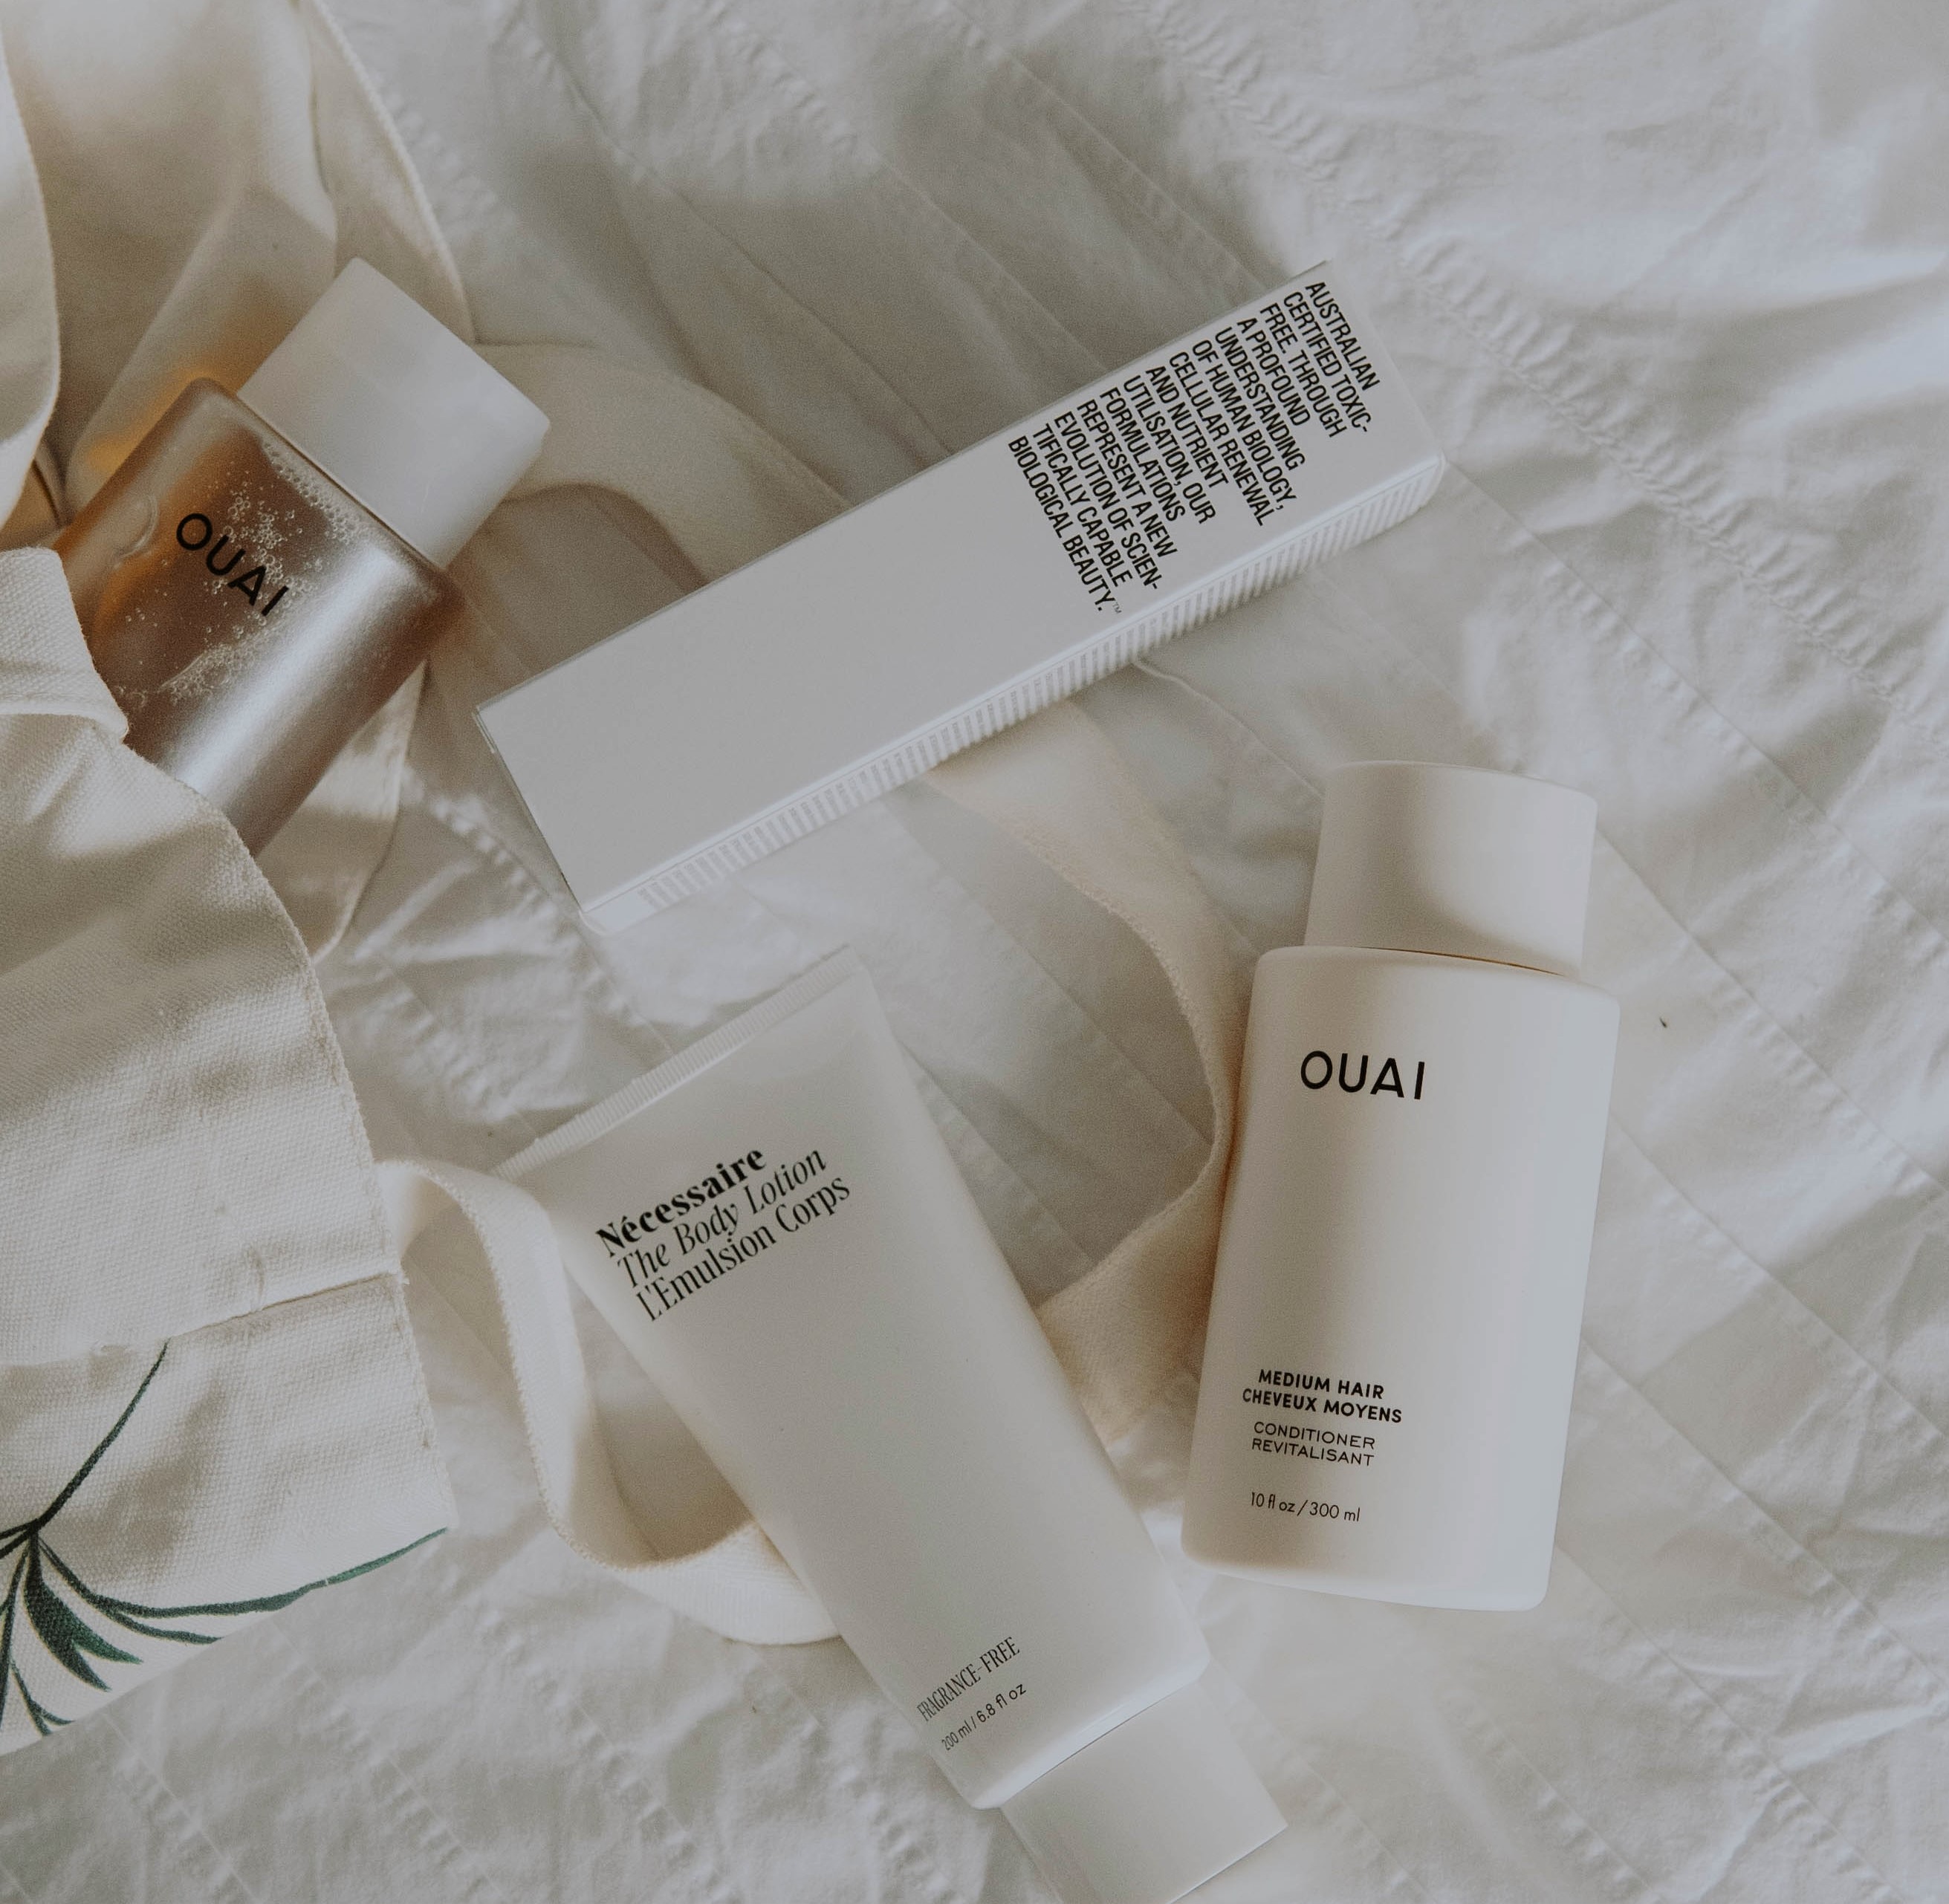 OUAI
AUSTRALIAN
CERTIFIED TOXIC-
FREE. THROUGH
A PROFOUND
UNDERSTANDING
OF HUMAN BIOLOGY,
CELLULAR RENEWAL
AND NUTRIENT
UTILISATION, OUR
FORMULATIONS
REPRESENT A NEW
EVOLUTION OF SCIEN-
TIFICALLY CAPABLE
BIOLOGICAL BEAUTY.™
Nécessaire
The Body Lotion
L'Emulsion Corps
FRAGRANCE-FREE
200 ml / 6.8 fl oz
OUAI
MEDIUM HAIR
CHEVEUX MOYENS
CONDITIONER
REVITALISANT
10 fl oz / 300 ml